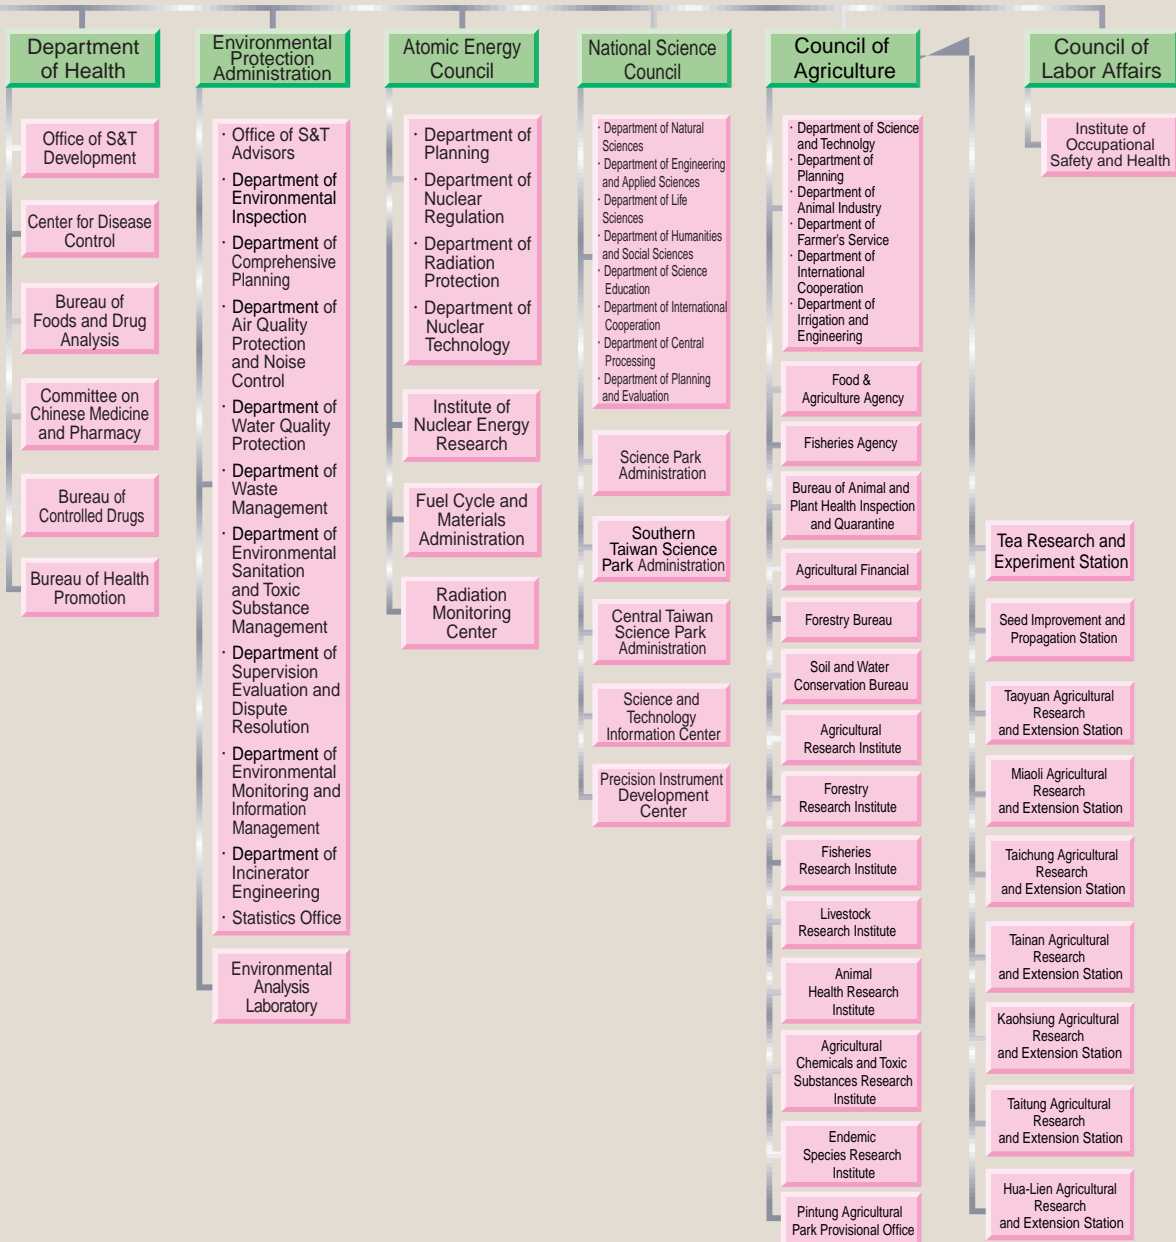 Department
of Health
Office of S&T
Development
Center for Disease
Control
Bureau of
Foods and Drug
Analysis
Committee on
Chinese Medicine
and Pharmacy
Bureau of
Controlled Drugs
Bureau of Health
Promotion
Environmental
Protection
Administration
· Office of S&T
Advisors
· Department of
Environmental
Inspection
· Department of
Comprehensive
Planning
· Department of
Air Quality
Protection
and Noise
Control
· Department of
Water Quality
Protection
· Department of
Waste
Management
· Department of
Environmental
Sanitation
and Toxic
Substance
Management
· Department of
Supervision
Evaluation and
Dispute
Resolution
· Department of
Environmental
Monitoring and
Information
Management
· Department of
Incinerator
Engineering
· Statistics Office
Environmental
Analysis
Laboratory
Atomic Energy
Council
· Department of
Planning
· Department of
Nuclear
Regulation
· Department of
Radiation
Protection
· Department of
Nuclear
Technology
Institute of
Nuclear Energy
Research
Fuel Cycle and
Materials
Administration
Radiation
Monitoring
Center
National Science
Council
· Department of Natural
Sciences
· Department of Engineering
and Applied Sciences
· Department of Life
Sciences
· Department of Humanities
and Social Sciences
· Department of Science
Education
· Department of International
Cooperation
· Department of Central
Processing
· Department of Planning
and Evaluation
Science Park
Administration
Southern
Taiwan Science
Park Administration
Central Taiwan
Science Park
Administration
Science and
Technology
Information Center
Precision Instrument
Development
Center
Council of
Agriculture
· Department of Science
and Technolgy
· Department of
Planning
· Department of
Animal Industry
· Department of
Farmer's Service
· Department of
International
Cooperation
· Department of
Irrigation and
Engineering
Food &
Agriculture Agency
Fisheries Agency
Bureau of Animal and
Plant Health Inspection
and Quarantine
Agricultural Financial
Forestry Bureau
Soil and Water
Conservation Bureau
Agricultural
Research Institute
Forestry
Research Institute
Fisheries
Research Institute
Livestock
Research Institute
Animal
Health Research
Institute
Agricultural
Chemicals and Toxic
Substances Research
Institute
Endemic
Species Research
Institute
Pintung Agricultural
Park Provisional Office
Tea Research and
Experiment Station
Seed Improvement and
Propagation Station
Taoyuan Agricultural
Research
and Extension Station
Miaoli Agricultural
Research
and Extension Station
Taichung Agricultural
Research
and Extension Station
Tainan Agricultural
Research
and Extension Station
Kaohsiung Agricultural
Research
and Extension Station
Taitung Agricultural
Research
and Extension Station
Hua-Lien Agricultural
Research
and Extension Station
Council of
Labor Affairs
Institute of
Occupational
Safety and Health